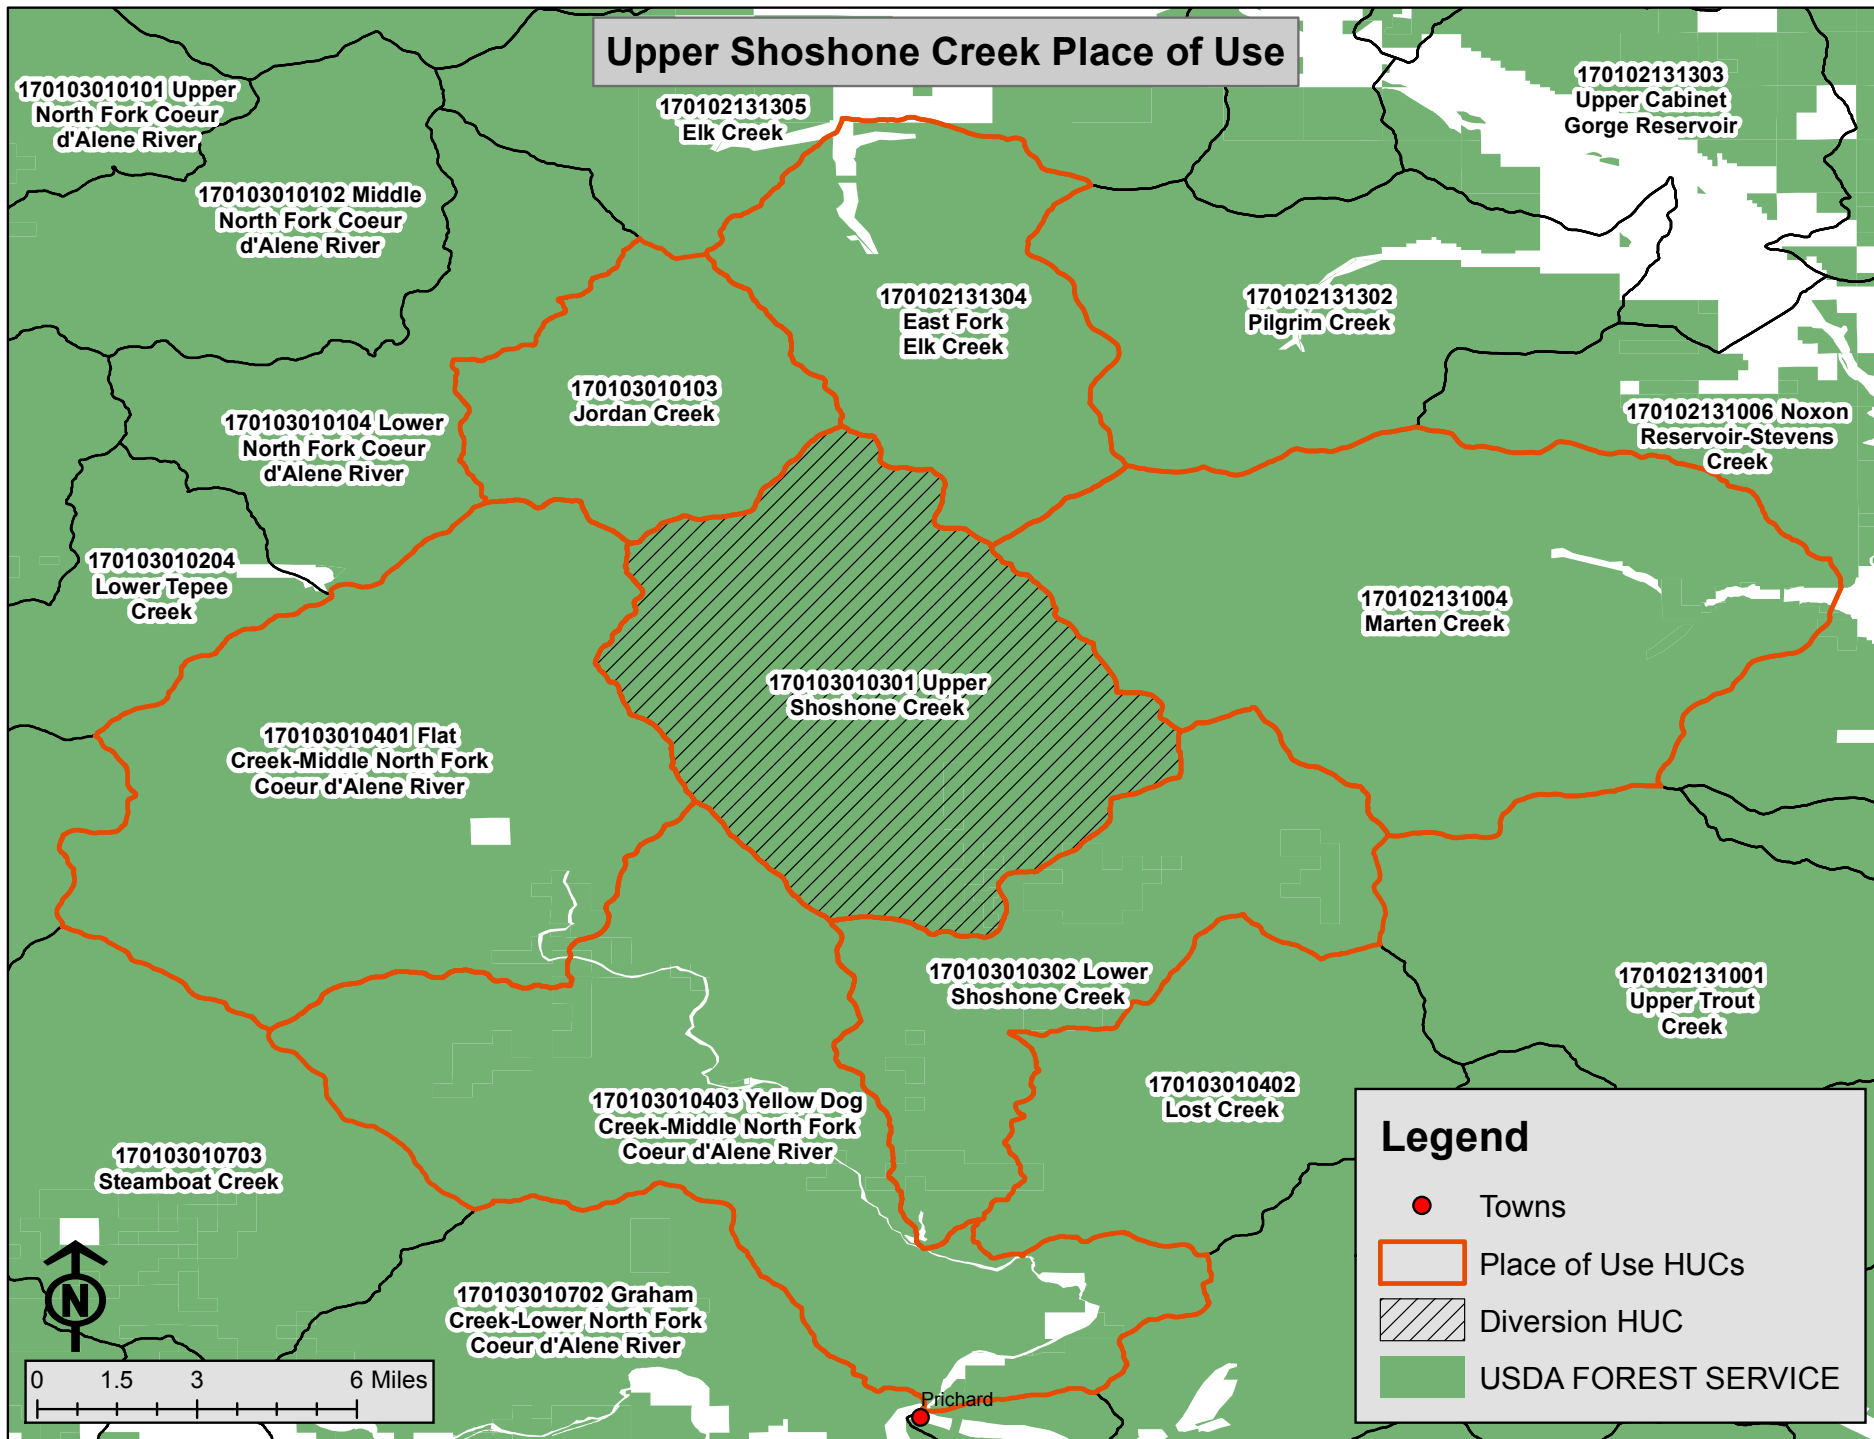 Upper Shoshone Creek Place of Use
170103010101 Upper
North Fork Coeur
d'Alene River
170102131305
Elk Creek
170102131303
Upper Cabinet
Gorge Reservoir
170103010102 Middle
North Fork Coeur
d'Alene River
170102131304
East Fork
Elk Creek
170102131302
Pilgrim Creek
170103010103
Jordan Creek
170103010104 Lower
North Fork Coeur
d'Alene River
170102131006 Noxon
Reservoir-Stevens
Creek
170103010204
Lower Tepee
Creek
170102131004
Marten Creek
170103010301 Upper
Shoshone Creek
170103010401 Flat
Creek-Middle North Fork
Coeur d'Alene River
170103010302 Lower
Shoshone Creek
170102131001
Upper Trout
Creek
170103010402
Lost Creek
170103010403 Yellow Dog
Creek-Middle North Fork
Coeur d'Alene River
170103010703
Steamboat Creek
170103010702 Graham
Creek-Lower North Fork
Coeur d'Alene River
Prichard
N
0 1.5 3 6 Miles
Legend
Towns
Place of Use HUCs
Diversion HUC
USDA FOREST SERVICE